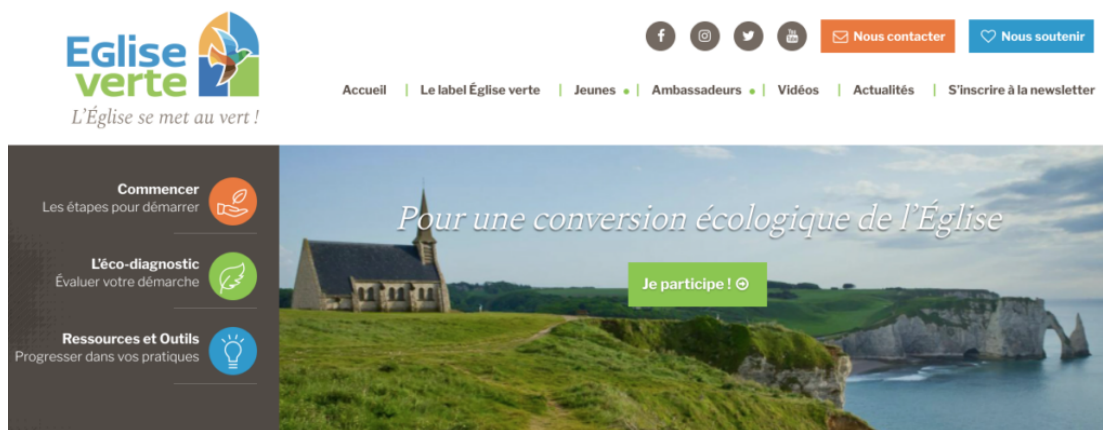 Eglise
verte
L'Église se met au vert !
Nous contacter
Nous soutenir
Accueil | Le label Église verte | Jeunes • | Ambassadeurs • | Vidéos | Actualités | S'inscrire à la newsletter
Commencer
Les étapes pour démarrer
L'éco-diagnostic
Évaluer votre démarche
Ressources et Outils
Progresser dans vos pratiques
Pour une conversion écologique de l'Église
Je participe !